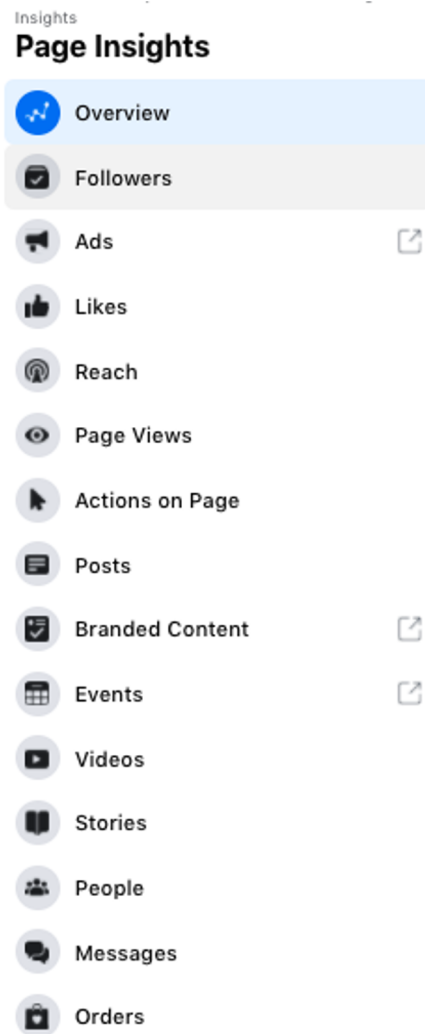 Insights
Page Insights
Overview
Followers
Ads
Likes
Reach
Page Views
Actions on Page
Posts
Branded Content
Events
Videos
Stories
People
Messages
Orders